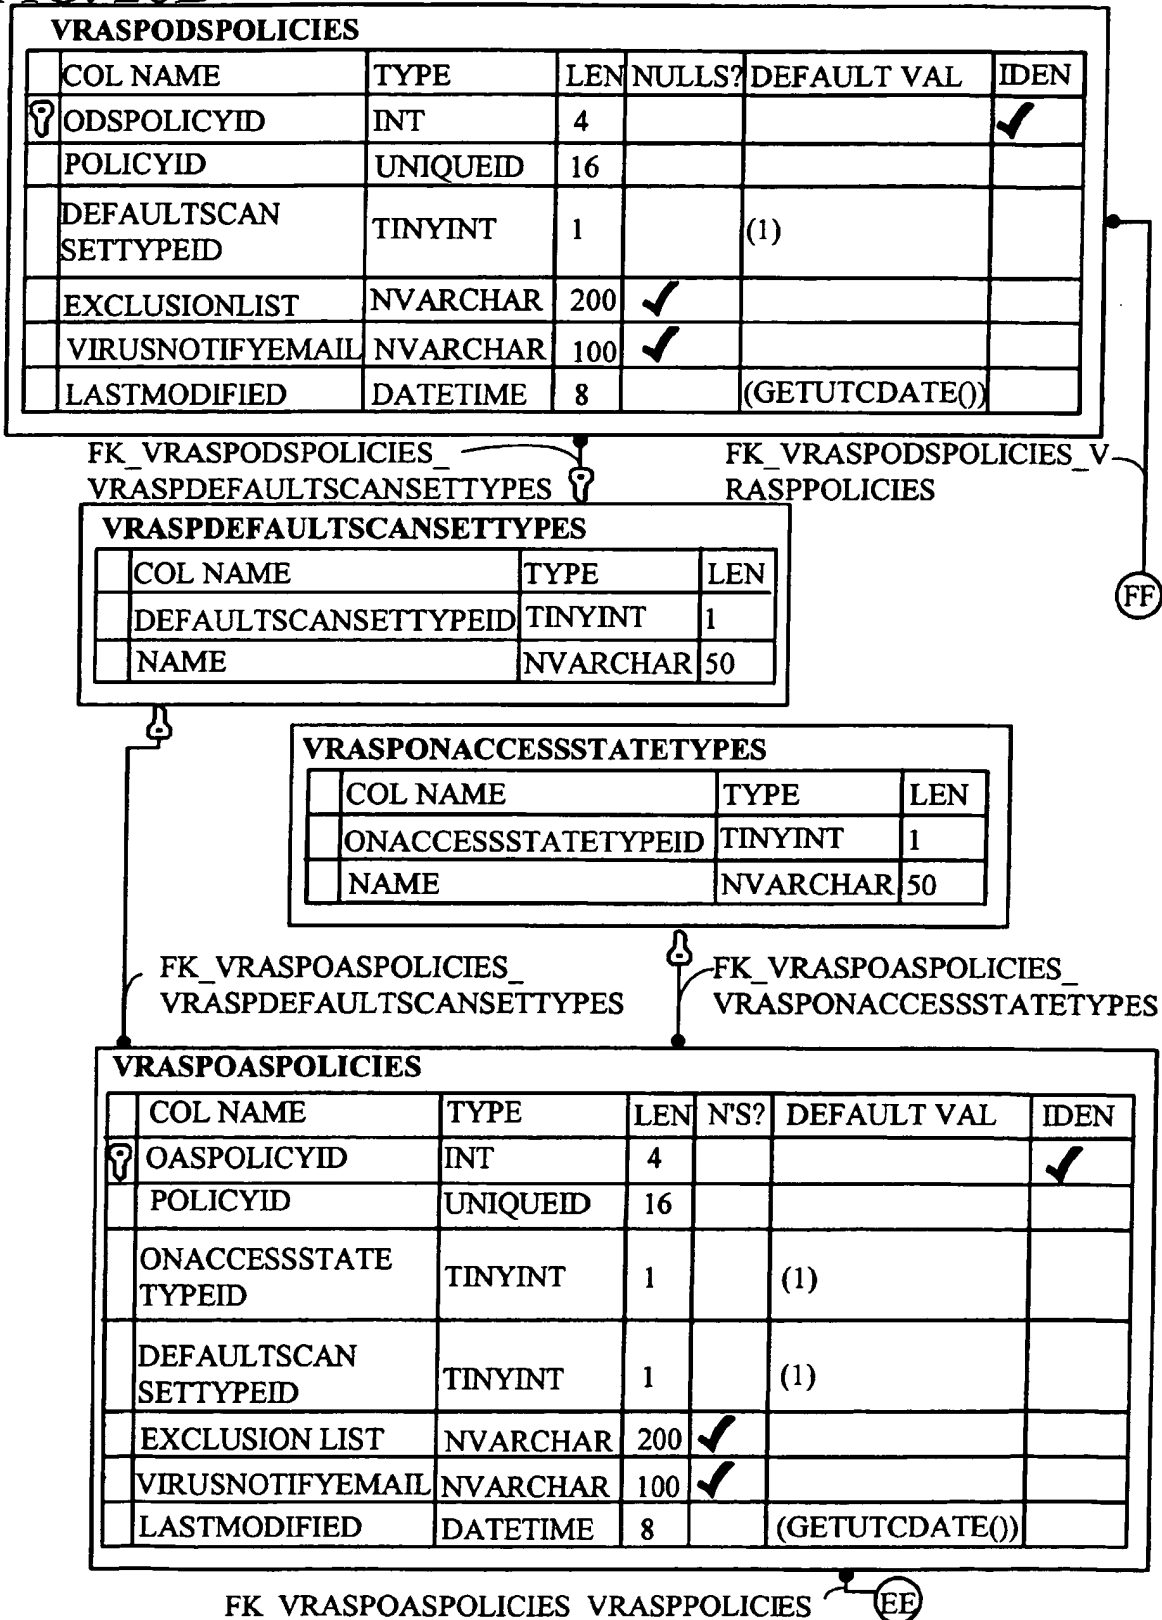 VRASPODSPOLICIES
COL NAME TYPE LEN NULLS? DEFAULT VAL IDEN
ODSPOLICYID INT 4
POLICYID UNIQUEID 16
DEFAULTSCAN
SETTYPEID TINYINT 1 (1)
EXCLUSIONLIST NVARCHAR 200
VIRUSNOTIFYEMAIL NVARCHAR 100
LASTMODIFIED DATETIME 8 (GETUTCDATE())
FK_VRASPODSPOLICIES_
VRASPDEFAULTSCANSETTYPES
FK_VRASPODSPOLICIES_V
RASPPOLICIES
FF
VRASPDEFAULTSCANSETTYPES
COL NAME TYPE LEN
DEFAULTSCANSETTYPEID TINYINT 1
NAME NVARCHAR 50
VRASPONACCESSSTATETYPES
COL NAME TYPE LEN
ONACCESSSTATETYPEID TINYINT 1
NAME NVARCHAR 50
FK_VRASPOASPOLICIES_
VRASPDEFAULTSCANSETTYPES
FK_VRASPOASPOLICIES_
VRASPONACCESSSTATETYPES
VRASPOASPOLICIES
COL NAME TYPE LEN N'S? DEFAULT VAL IDEN
OASPOLICYID INT 4
POLICYID UNIQUEID 16
ONACCESSSTATE
TYPEID TINYINT 1 (1)
DEFAULTSCAN
SETTYPEID TINYINT 1 (1)
EXCLUSION LIST NVARCHAR 200
VIRUSNOTIFYEMAIL NVARCHAR 100
LASTMODIFIED DATETIME 8 (GETUTCDATE())
FK_VRASPOASPOLICIES_VRASPPOLICIES
EE